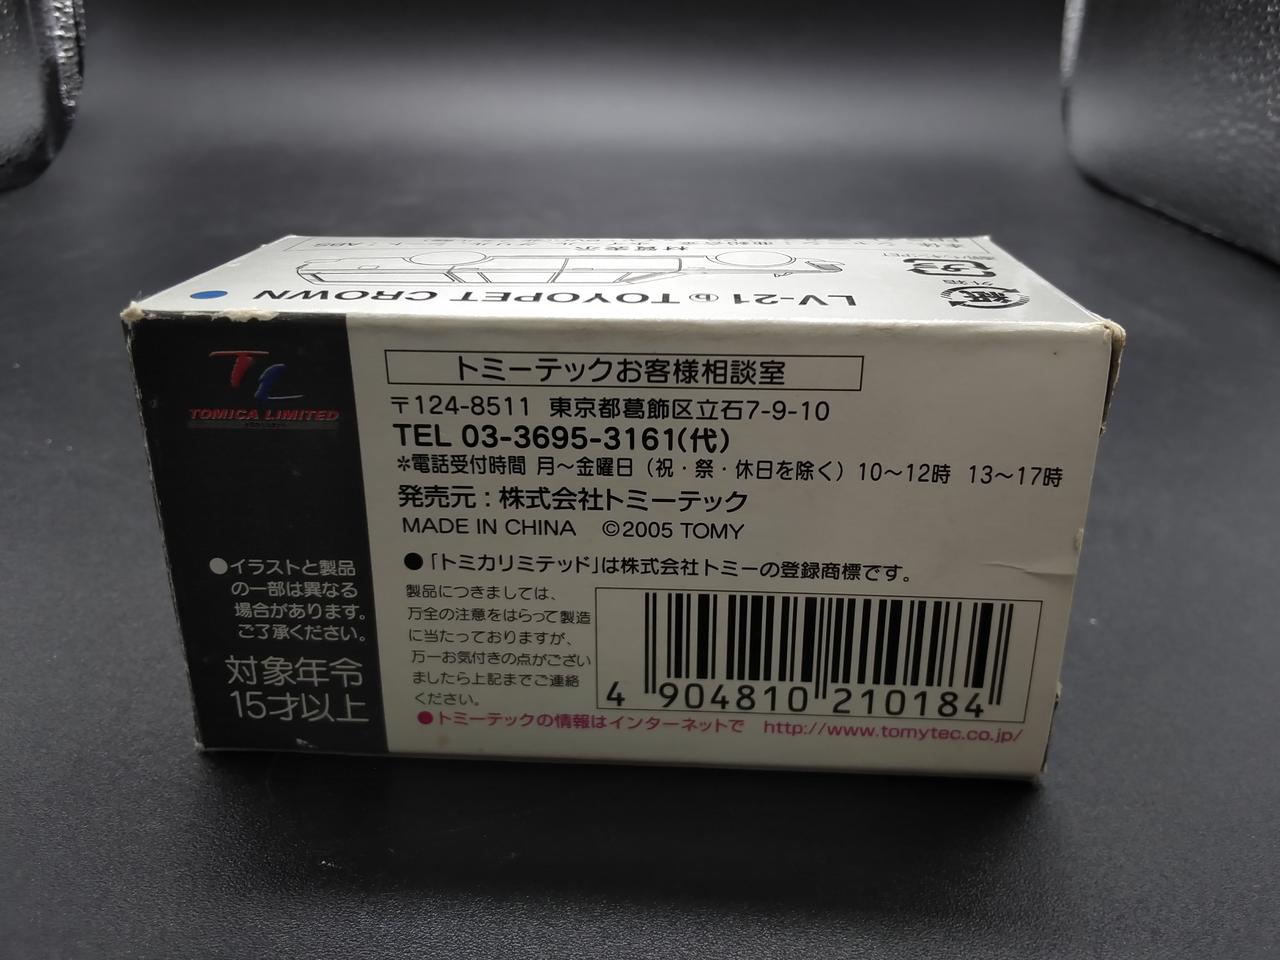 LV-21 b TOYOPET CROWN
材質表示
外箱
紙
TL
TOMICA LIMITED
トミーテックお客様相談室
〒124-8511 東京都葛飾区立石7-9-10
TEL 03-3695-3161(代)
*電話受付時間 月～金曜日(祝・祭・休日を除く) 10～12時 13～17時
発売元：株式会社トミーテック
MADE IN CHINA ©2005 TOMY
●「トミカリミテッド」は株式会社トミーの登録商標です。
●イラストと製品
の一部は異なる
場合があります。
ご了承ください。
対象年令
15才以上
製品につきましては、
万全の注意をはらって製造
に当たっておりますが、
万一お気付きの点がござい
ましたら上記までご連絡
ください。
4 904810 210184
●トミーテックの情報はインターネットで http://www.tomytec.co.jp/